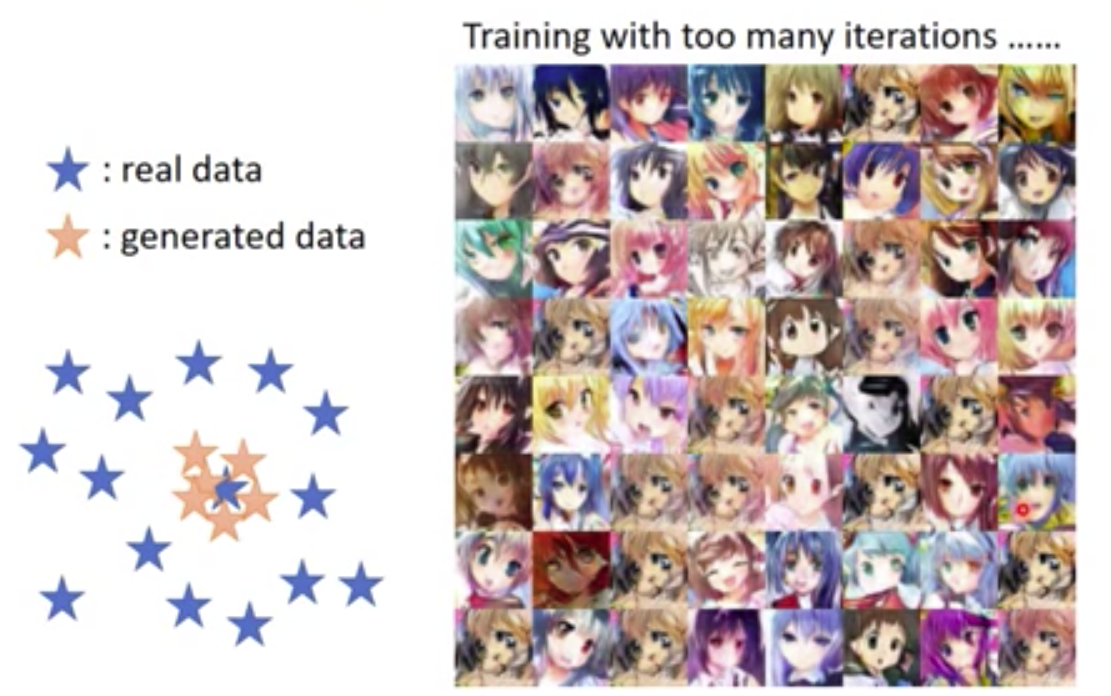 Training with too many iterations ......
: real data
: generated data